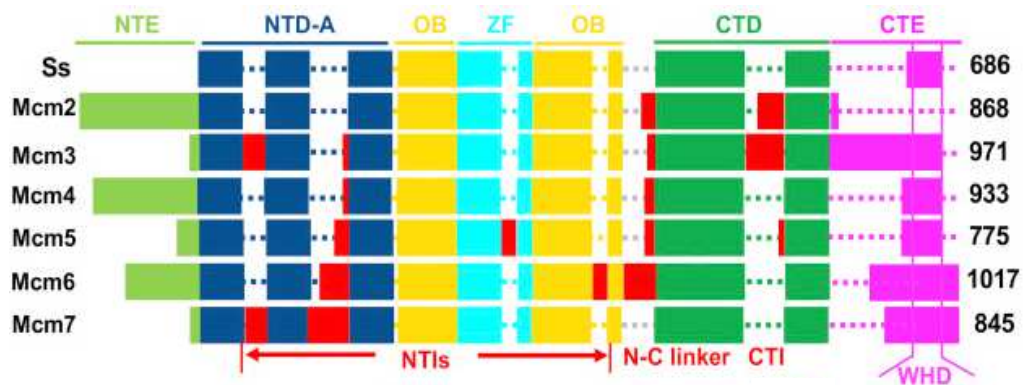 NTE NTD-A OB ZF OB CTD CTE
Ss 686
Mcm2 868
Mcm3 971
Mcm4 933
Mcm5 775
Mcm6 1017
Mcm7 845
NTIs N-C linker CTI
WHD